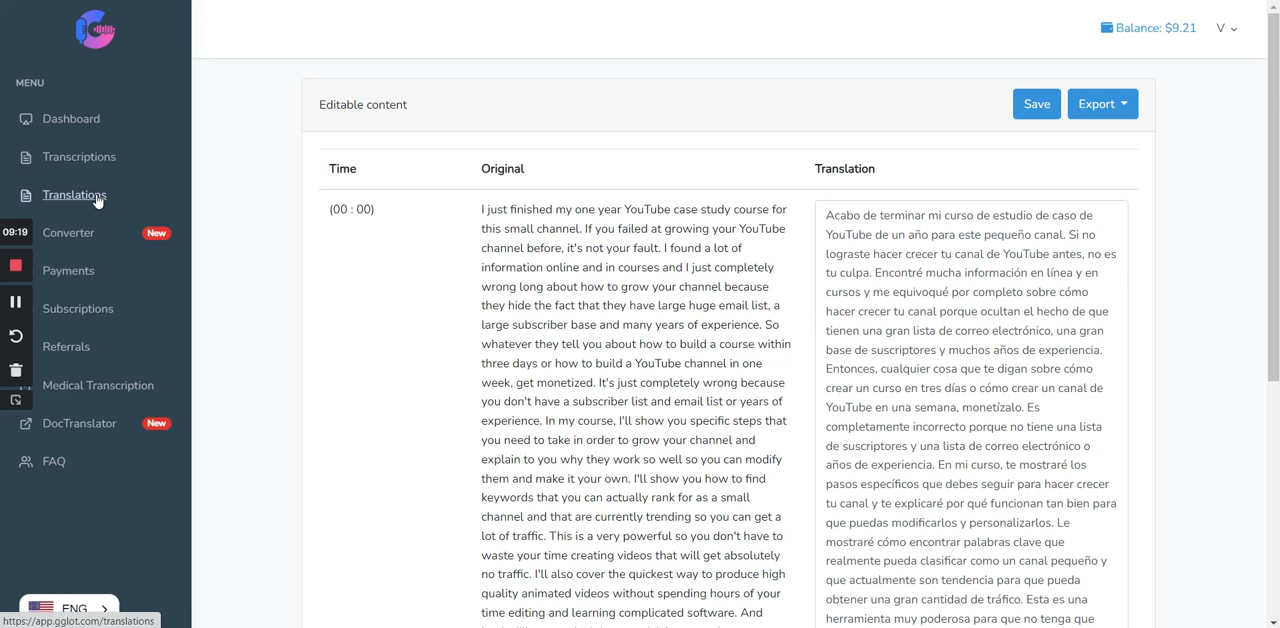 Balance: $9.21
V
MENU
Dashboard
Transcriptions
Translations
09:19
Converter
New
Payments
Subscriptions
Referrals
Medical Transcription
DocTranslator
New
FAQ
ENG
https://app.gglot.com/translations
Editable content
Save
Export
Time
Original
Translation
(00 : 00)
I just finished my one year YouTube case study course for
this small channel. If you failed at growing your YouTube
channel before, it's not your fault. I found a lot of
information online and in courses and I just completely
wrong long about how to grow your channel because
they hide the fact that they have large huge email list, a
large subscriber base and many years of experience. So
whatever they tell you about how to build a course within
three days or how to build a YouTube channel in one
week, get monetized. It's just completely wrong because
you don't have a subscriber list and email list or years of
experience. In my course, I'll show you specific steps that
you need to take in order to grow your channel and
explain to you why they work so well so you can modify
them and make it your own. I'll show you how to find
keywords that you can actually rank for as a small
channel and that are currently trending so you can get a
lot of traffic. This is a very powerful so you don't have to
waste your time creating videos that will get absolutely
no traffic. I'll also cover the quickest way to produce high
quality animated videos without spending hours of your
time editing and learning complicated software. And
Acabo de terminar mi curso de estudio de caso de
YouTube de un año para este pequeño canal. Si no
lograste hacer crecer tu canal de YouTube antes, no es
tu culpa. Encontré mucha información en línea y en
cursos y me equivoqué por completo sobre cómo
hacer crecer tu canal porque ocultan el hecho de que
tienen una gran lista de correo electrónico, una gran
base de suscriptores y muchos años de experiencia.
Entonces, cualquier cosa que te digan sobre cómo
crear un curso en tres días o cómo crear un canal de
YouTube en una semana, monetízalo. Es
completamente incorrecto porque no tiene una lista
de suscriptores y una lista de correo electrónico o
años de experiencia. En mi curso, te mostraré los
pasos específicos que debes seguir para hacer crecer
tu canal y te explicaré por qué funcionan tan bien para
que puedas modificarlos y personalizarlos. Le
mostraré cómo encontrar palabras clave que
realmente pueda clasificar como un canal pequeño y
que actualmente son tendencia para que pueda
obtener una gran cantidad de tráfico. Esta es una
herramienta muy poderosa para que no tenga que